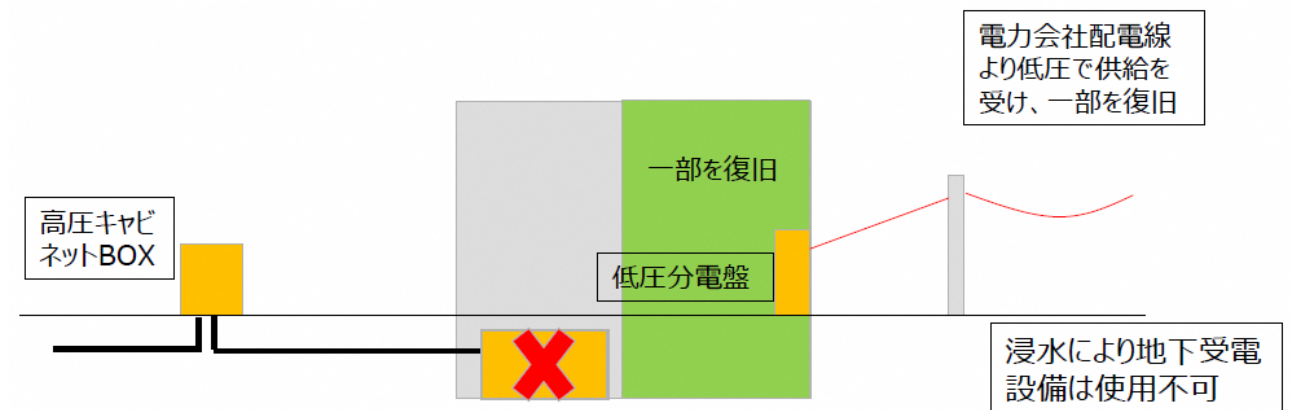 電力会社配電線
より低圧で供給を
受け、一部を復旧
一部を復旧
高圧キャビ
ネットBOX
低圧分電盤
浸水により地下受電
設備は使用不可